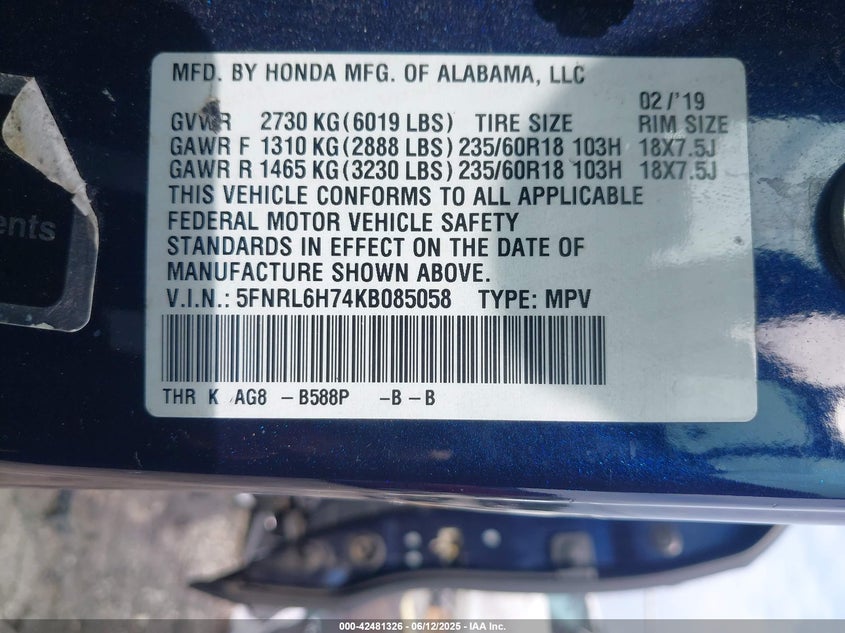 MFD. BY HONDA MFG. OF ALABAMA, LLC
02/'19
GVWR 2730 KG(6019 LBS) TIRE SIZE RIM SIZE
GAWR F 1310 KG(2888 LBS) 235/60R18 103H 18X7.5J
GAWR R 1465 KG(3230 LBS) 235/60R18 103H 18X7.5J
THIS VEHICLE CONFORMS TO ALL APPLICABLE
FEDERAL MOTOR VEHICLE SAFETY
STANDARDS IN EFFECT ON THE DATE OF
MANUFACTURE SHOWN ABOVE.
V.I.N.: 5FNRL6H74KB085058 TYPE: MPV
THR K AG8 -B588P -B-B
ents
000-42481326 - 06/12/2025 - IAA Inc.